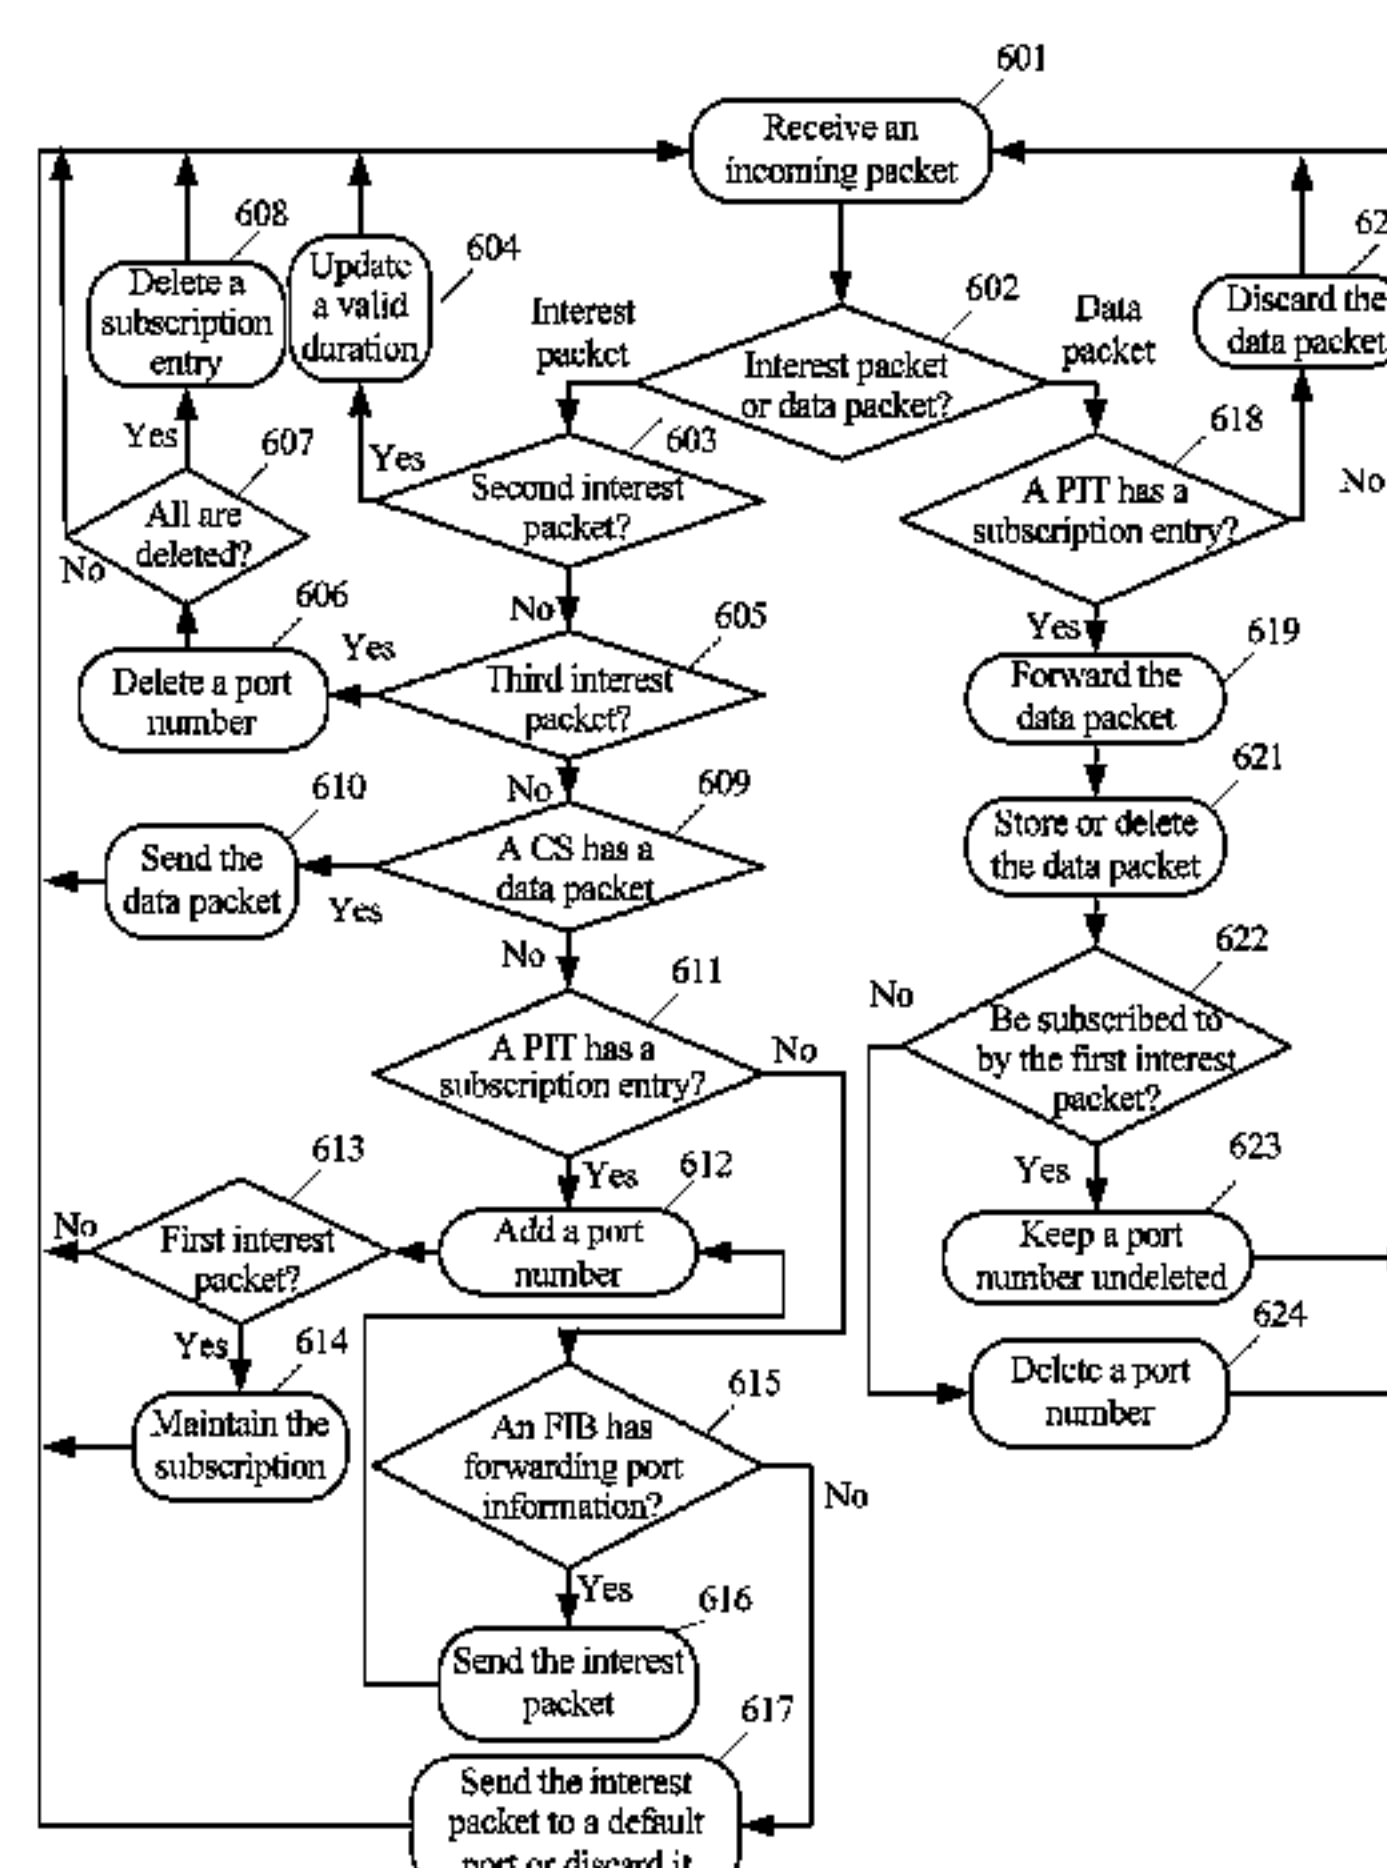 601
Receive an
incoming packet
608
Delete a
subscription
entry
604
Update
a valid
duration
Interest
packet
602
Interest packet
or data packet?
Data
packet
62
Discard the
data packet
Yes
607
All are
deleted?
No
Yes
603
Second interest
packet?
618
A PIT has a
subscription entry?
No
606
Delete a port
number
Yes
No
605
Third interest
packet?
Yes
619
Forward the
data packet
610
Send the
data packet
Yes
No
609
A CS has a
data packet
621
Store or delete
the data packet
No
611
A PIT has a
subscription entry?
No
622
No
Be subscribed to
by the first interest
packet?
613
No
First interest
packet?
Yes
612
Add a port
number
Yes
623
Keep a port
number undeleted
Yes
614
Maintain the
subscription
624
Delete a port
number
615
An FIB has
forwarding port
information?
No
Yes
616
Send the interest
packet
617
Send the interest
packet to a default
port or discard it